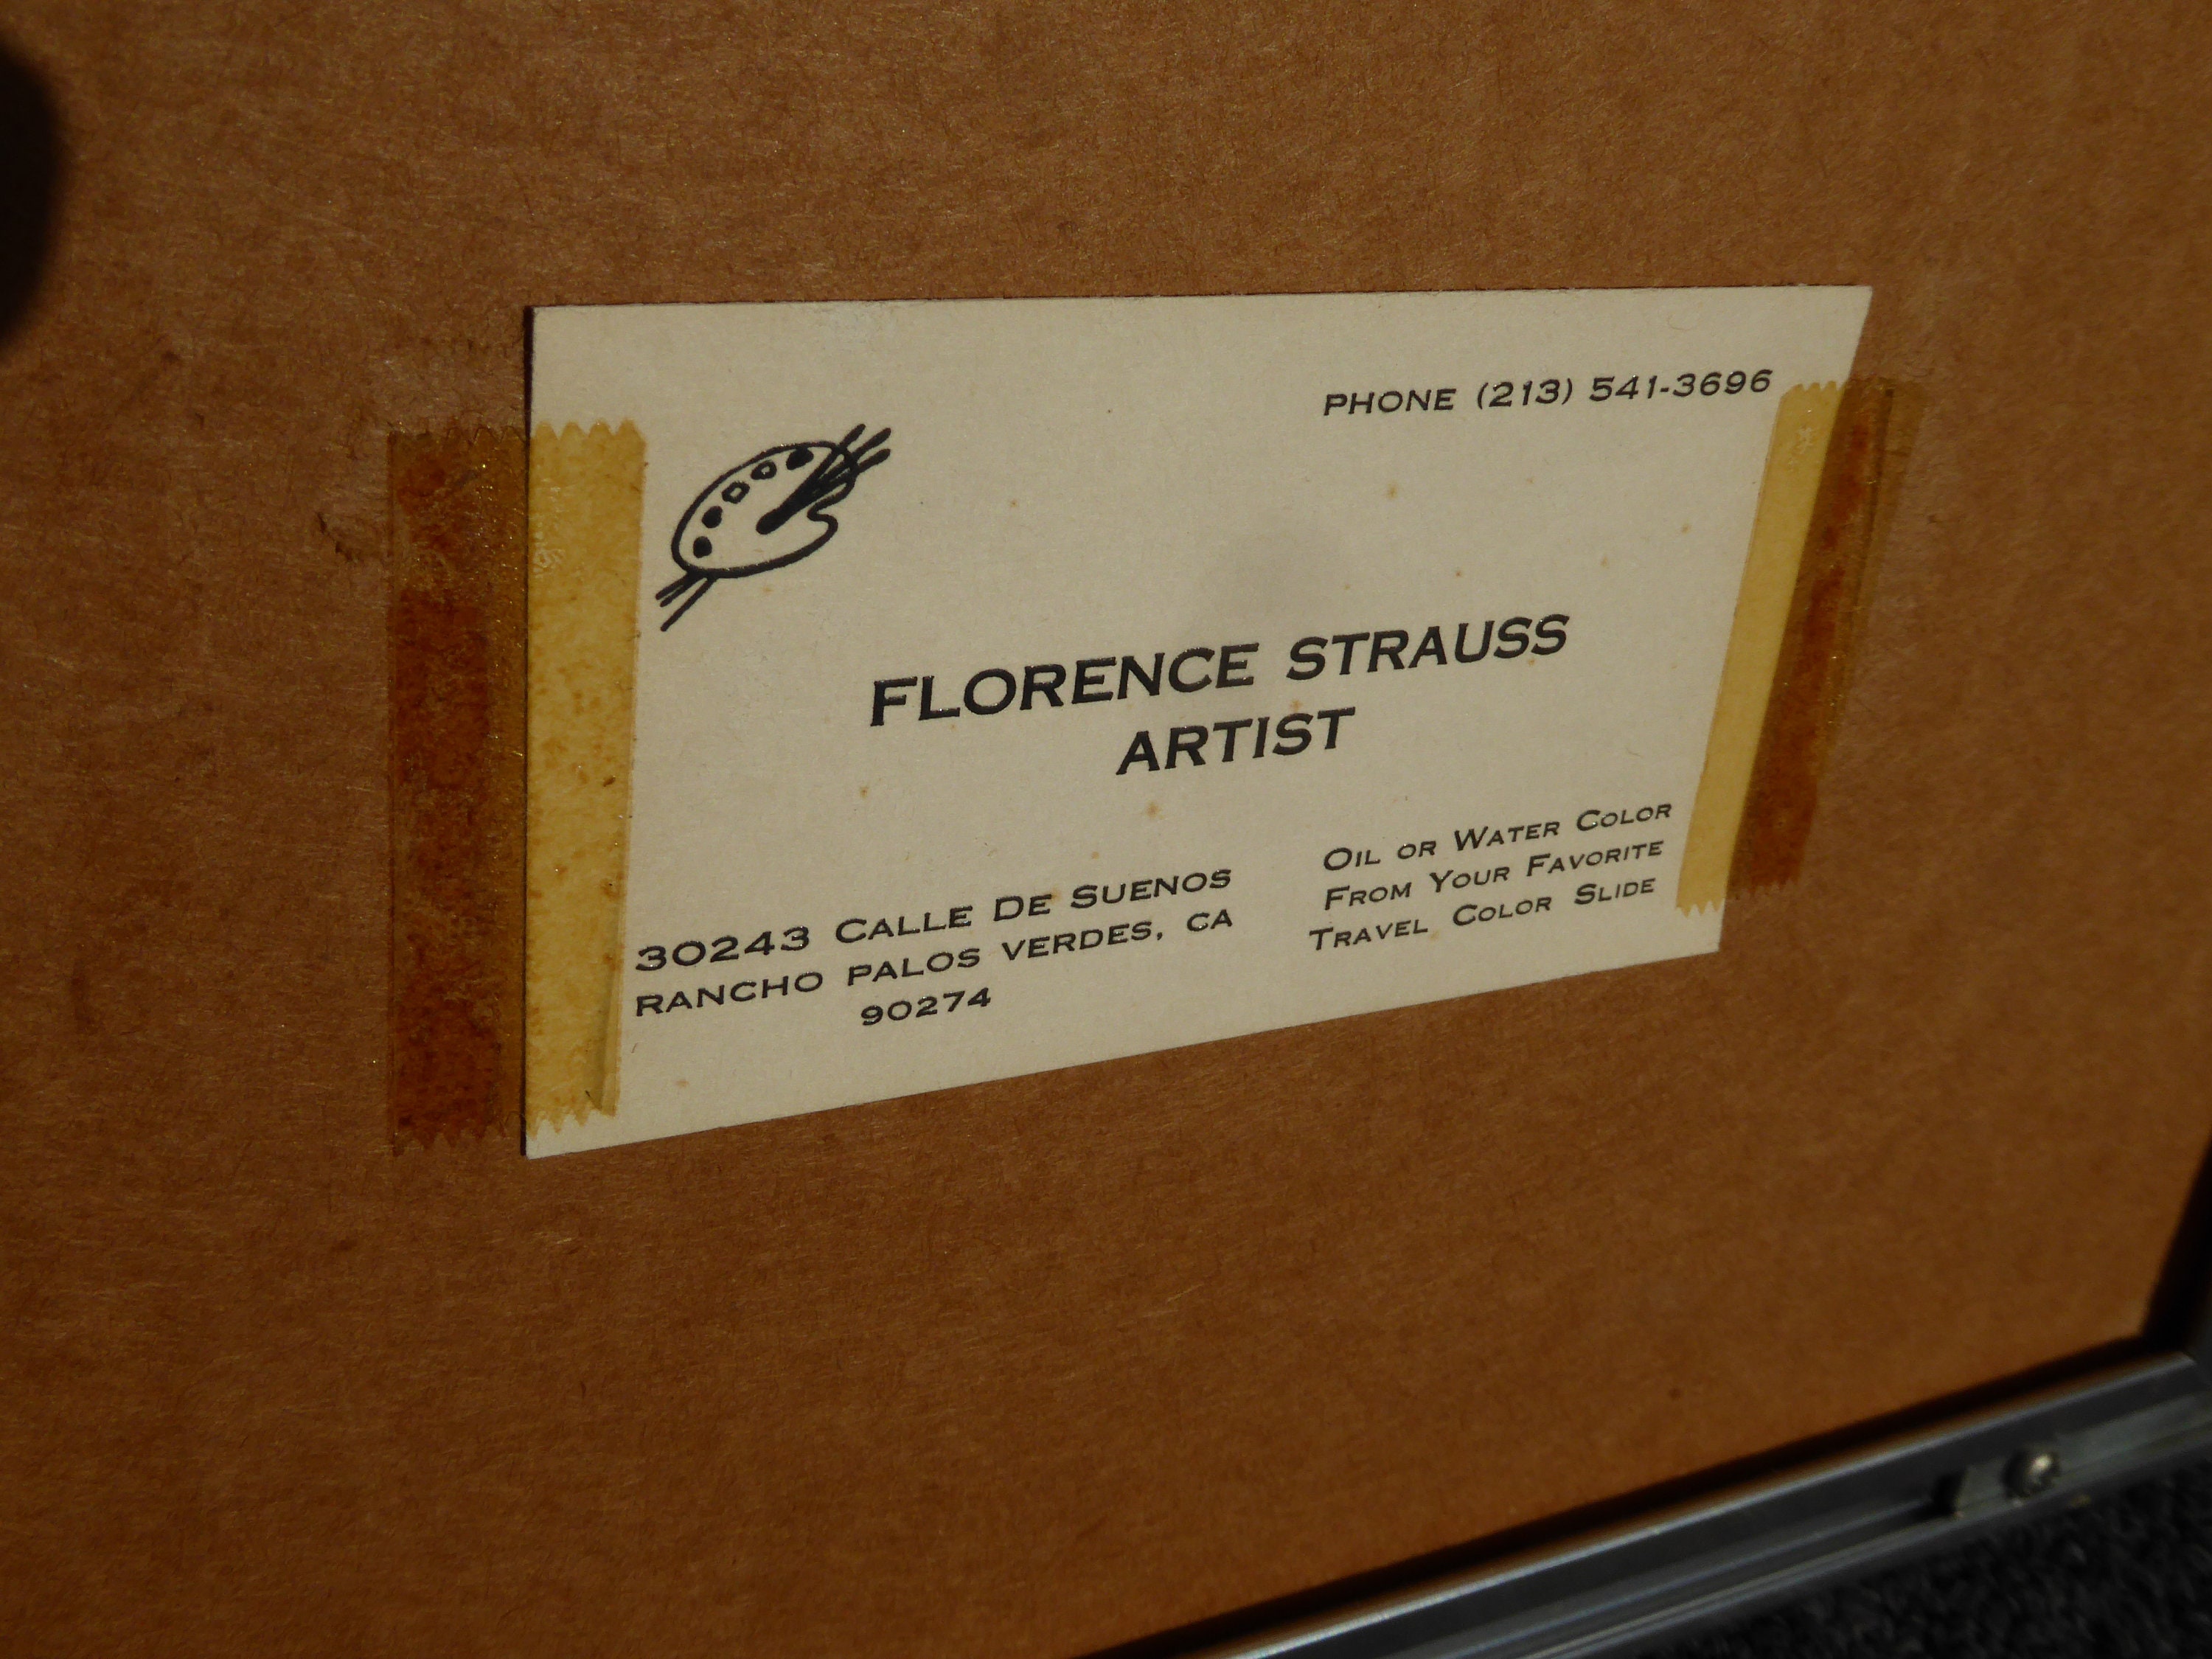 PHONE (213) 541-3696
FLORENCE STRAUSS
ARTIST
30243 CALLE DE SUENOS
RANCHO PALOS VERDES, CA
90274
OIL OR WATER COLOR
FROM YOUR FAVORITE
TRAVEL COLOR SLIDE